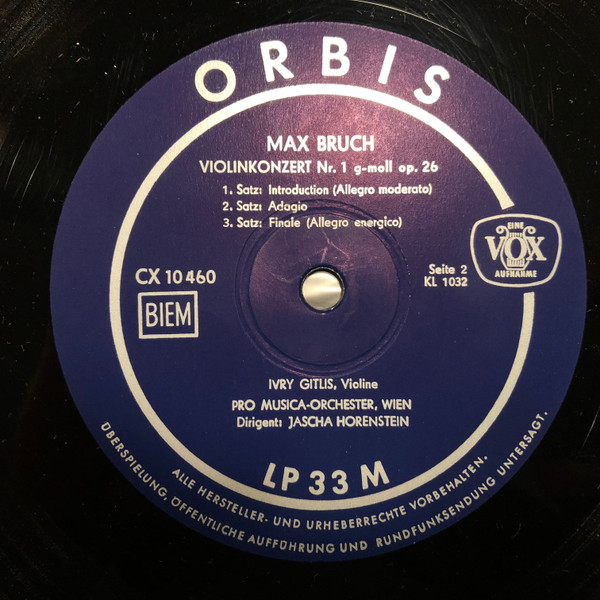 ORBIS
MAX BRUCH
VIOLINKONZERT Nr. 1 g-moll op. 26
1. Satz: Introduction (Allegro moderato)
2. Satz: Adagio
3. Satz: Finale (Allegro energico)
EINE
VOX
AUFNAHME
CX 10 460
BIEM
Seite 2
KL 1032
IVRY GITLIS, Violine
PRO MUSICA-ORCHESTER, WIEN
Dirigent: JASCHA HORENSTEIN
LP 33 M
ALLE HERSTELLER- UND URHEBERRECHTE VORBEHALTEN.
ÜBERSPIELUNG, ÖFFENTLICHE AUFFÜHRUNG UND RUNDFUNKSENDUNG UNTERSAGT.